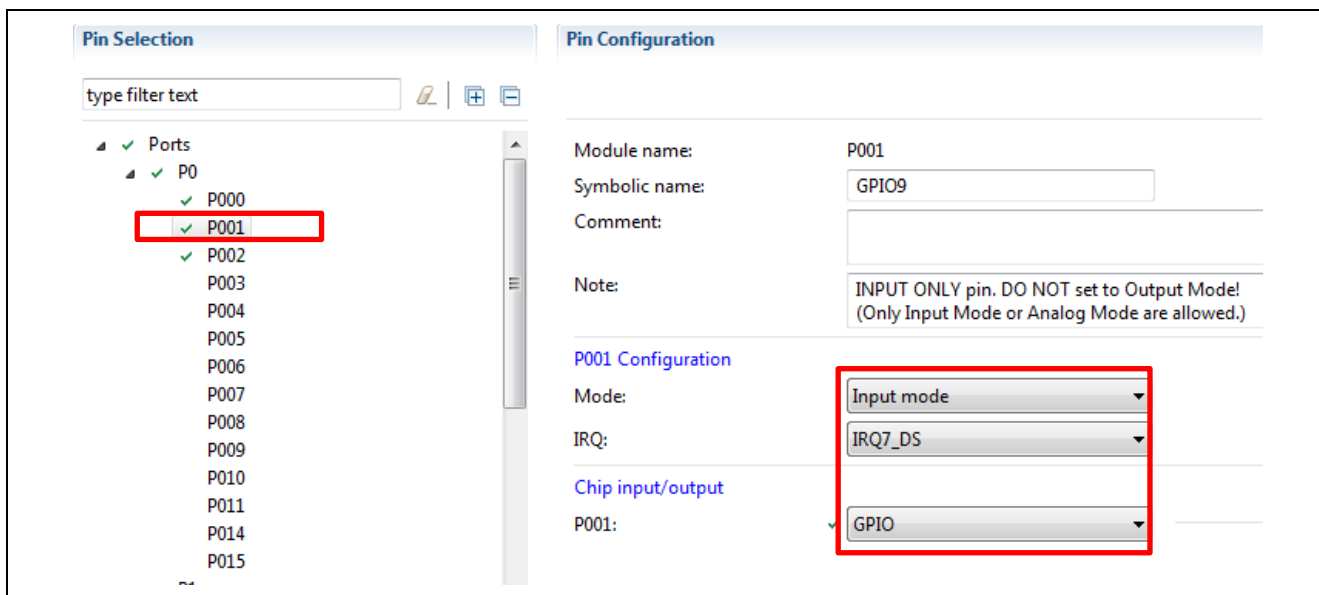 Pin Selection
type filter text
Ports
P0
P000
P001
P002
P003
P004
P005
P006
P007
P008
P009
P010
P011
P014
P015
Pin Configuration
Module name: P001
Symbolic name: GPIO9
Comment:
Note: INPUT ONLY pin. DO NOT set to Output Mode!
(Only Input Mode or Analog Mode are allowed.)
P001 Configuration
Mode: Input mode
IRQ: IRQ7_DS
Chip input/output
P001: GPIO